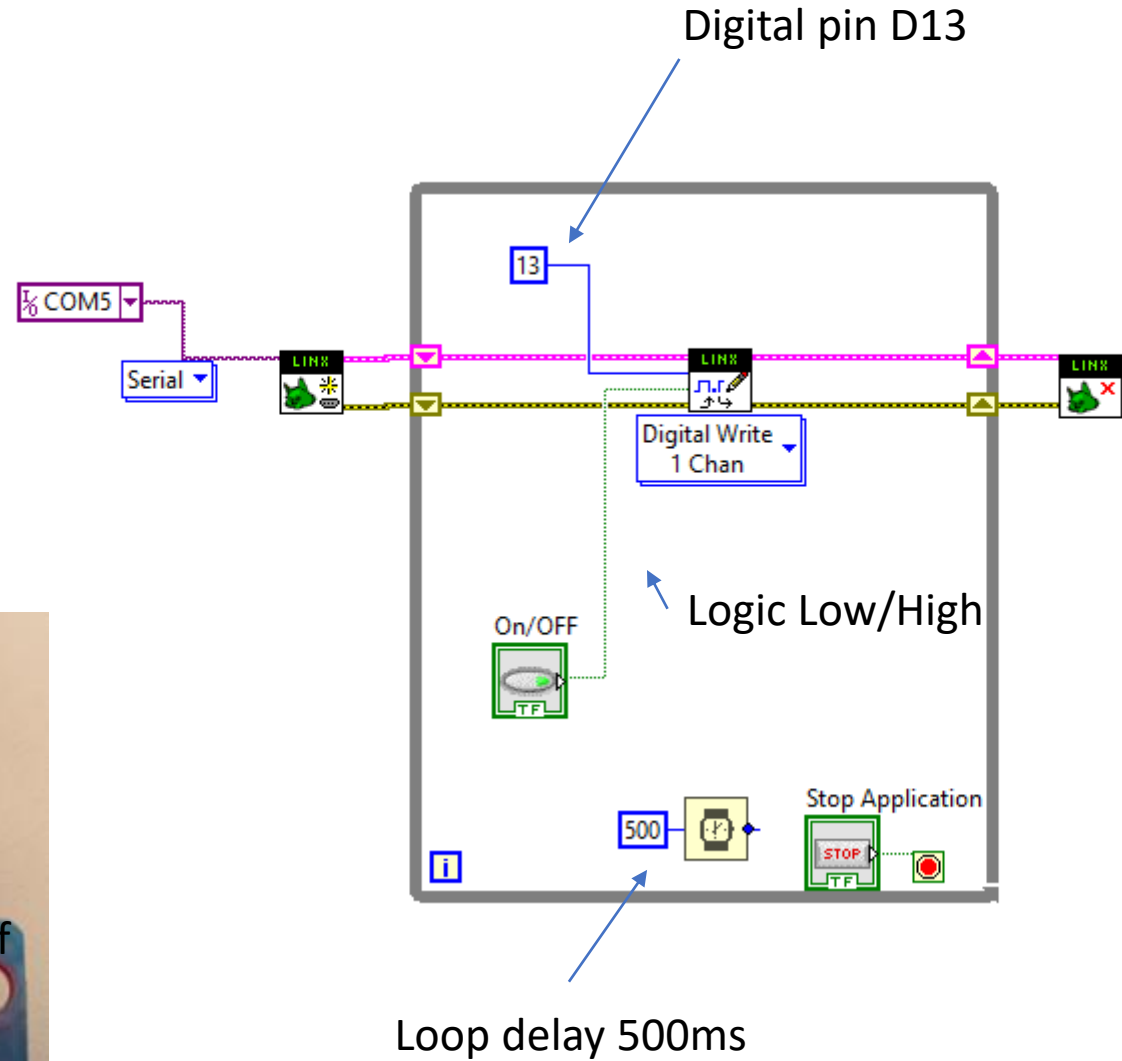 Digital pin D13
13
I/O COM5
Serial
LINX
LINX
LINX
Digital Write
1 Chan
Logic Low/High
On/OFF
TF
500
Stop Application
STOP
TF
i
f
Loop delay 500ms